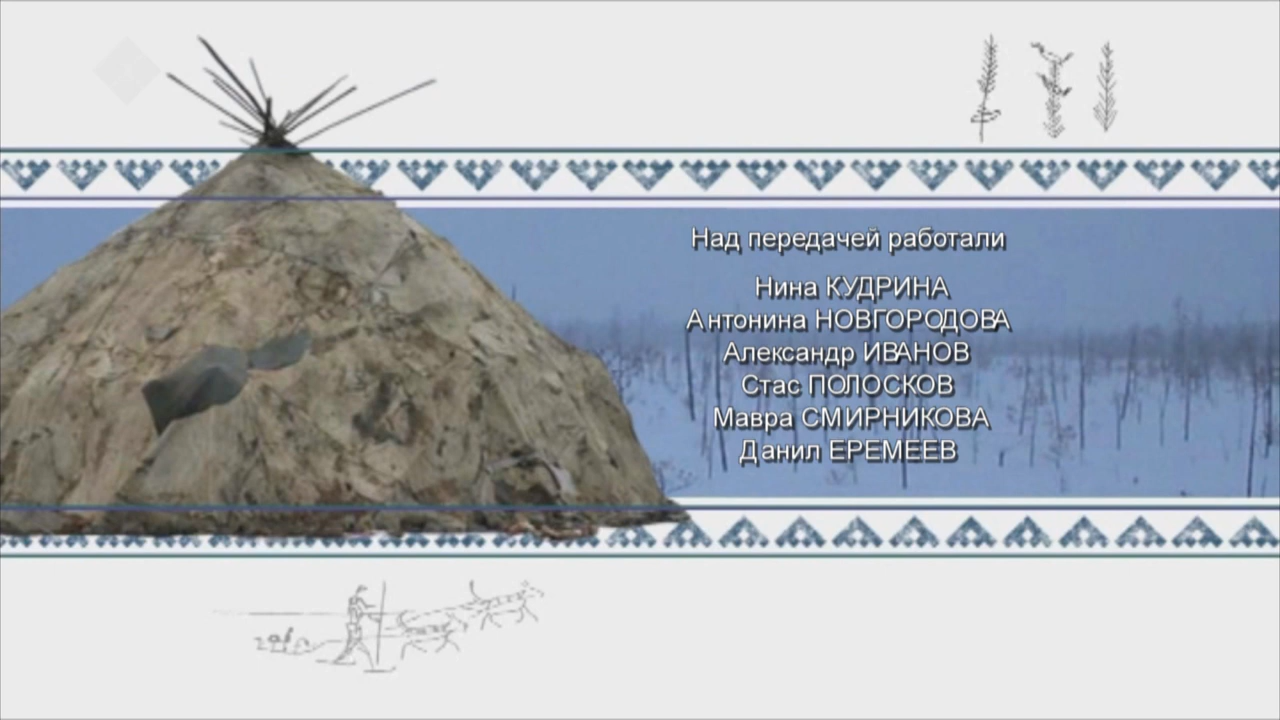 Над передачей работали
Нина КУДРИНА
Антонина НОВГОРОДОВА
Александр ИВАНОВ
Стас ПОЛОСКОВ
Мавра СМИРНИКОВА
Данил ЕРЕМЕЕВ